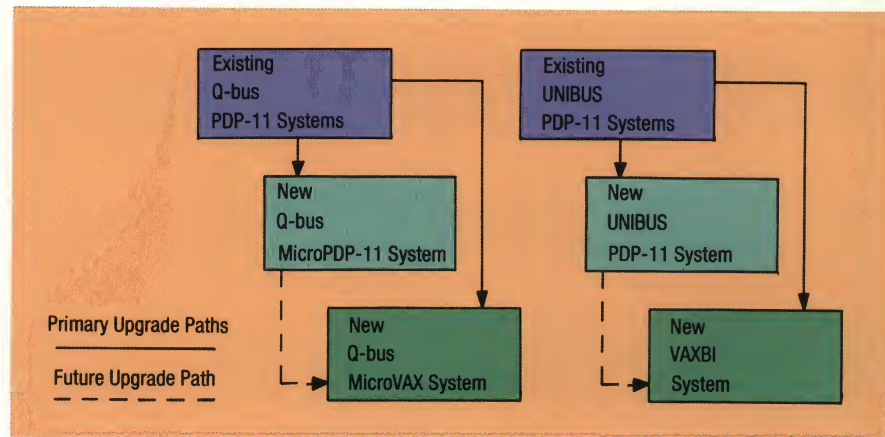 Existing
Q-bus
PDP-11 Systems
Existing
UNIBUS
PDP-11 Systems
New
Q-bus
MicroPDP-11 System
New
UNIBUS
PDP-11 System
Primary Upgrade Paths
Future Upgrade Path
New
Q-bus
MicroVAX System
New
VAXBI
System